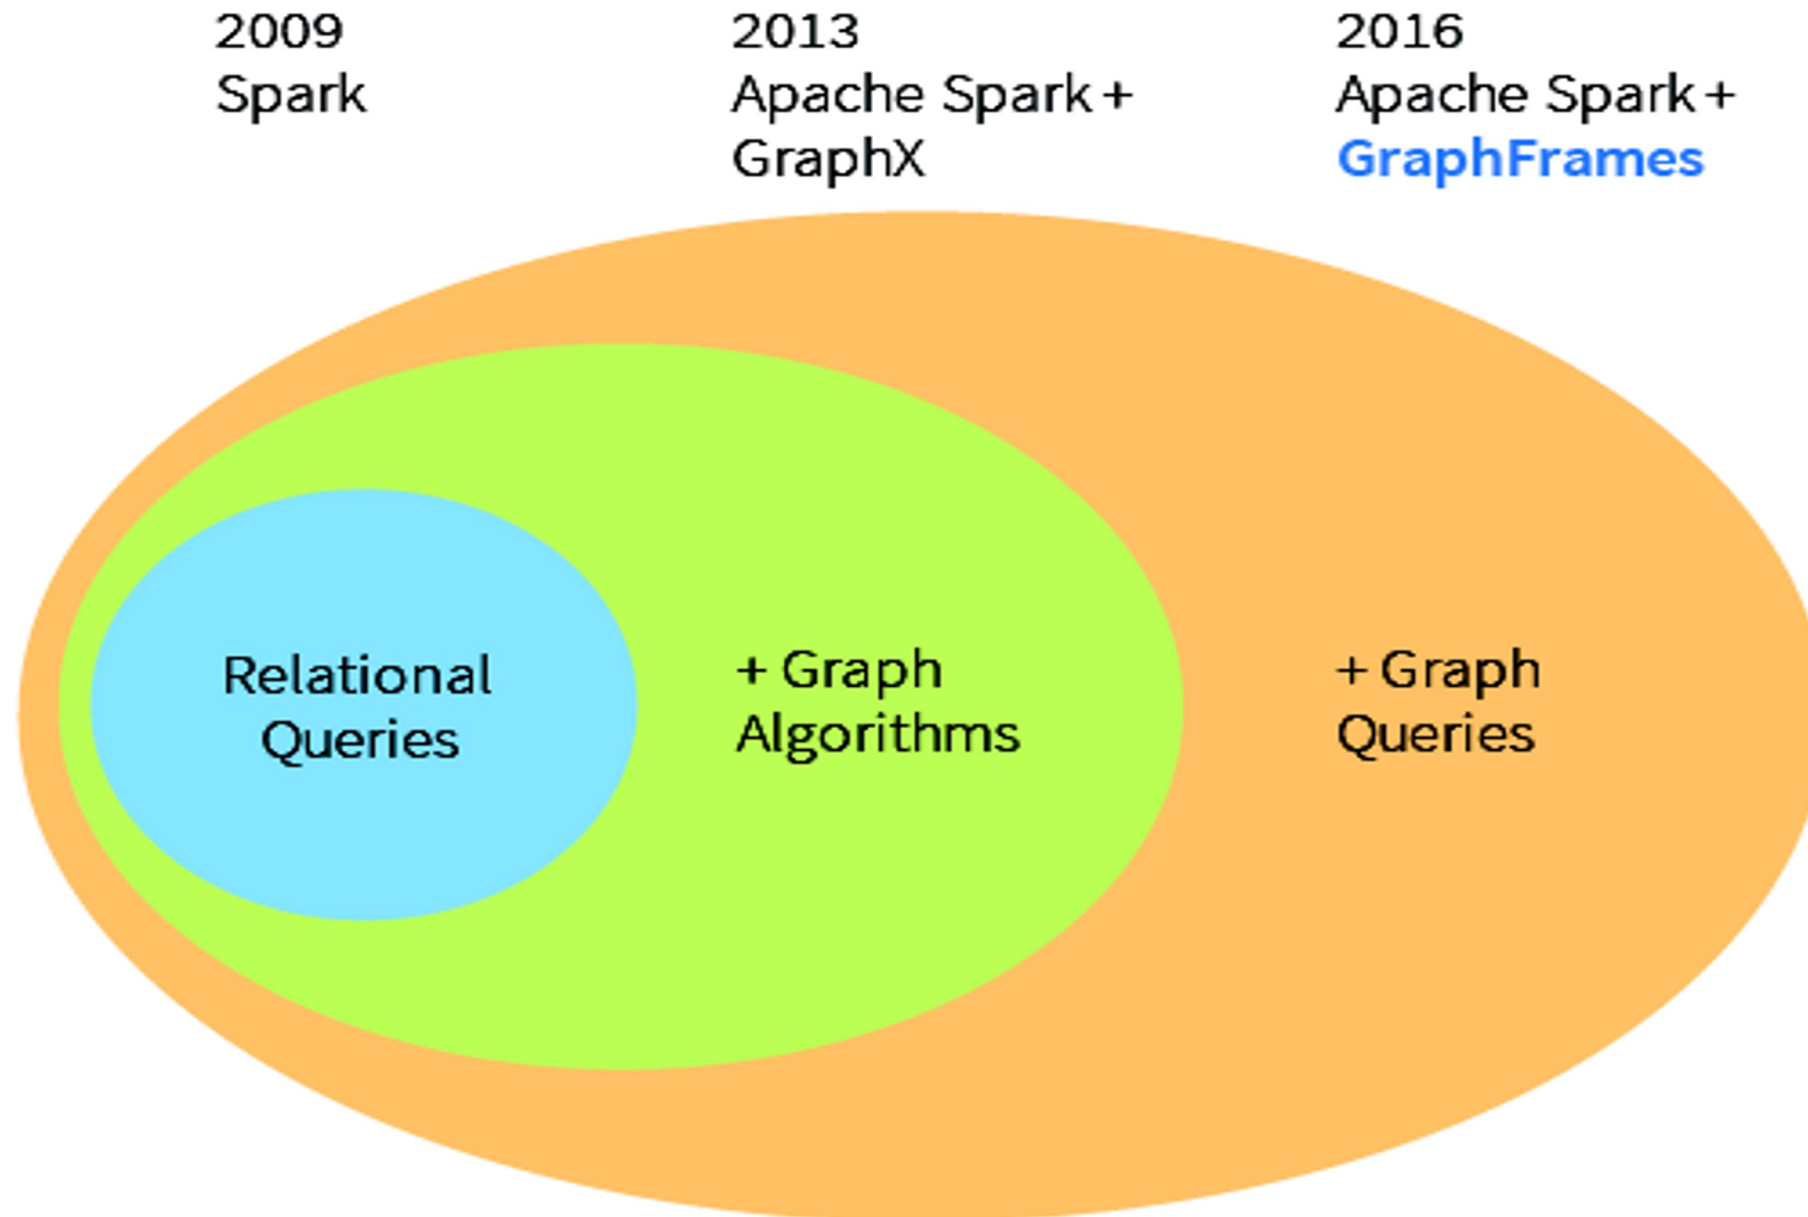 2009
Spark
2013
Apache Spark +
GraphX
2016
Apache Spark +
GraphFrames
Relational
Queries
+ Graph
Algorithms
+ Graph
Queries